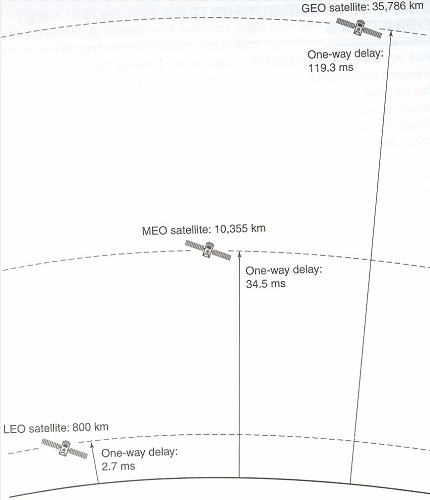 GEO satellite: 35,786 km
One-way delay:
119.3 ms
MEO satellite: 10,355 km
One-way delay:
34.5 ms
LEO satellite: 800 km
One-way delay:
2.7 ms